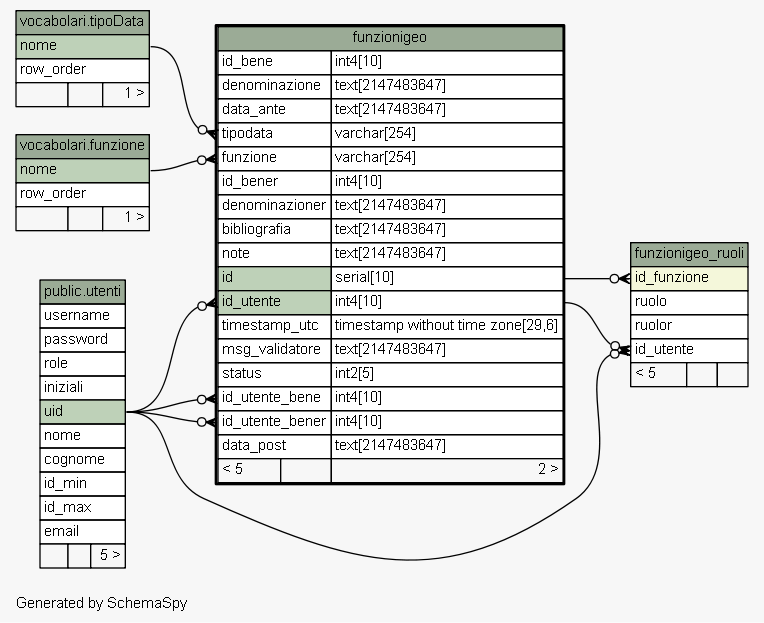 vocabolari.tipoData
nome
row_order
1 >
vocabolari.funzione
nome
row_order
1 >
public.utenti
username
password
role
iniziali
uid
nome
cognome
id_min
id_max
email
5 >
funzionigeo
id_bene int4[10]
denominazione text[2147483647]
data_ante text[2147483647]
tipodata varchar[254]
funzione varchar[254]
id_bener int4[10]
denominazioner text[2147483647]
bibliografia text[2147483647]
note text[2147483647]
id serial[10]
id_utente int4[10]
timestamp_utc timestamp without time zone[29,6]
msg_validatore text[2147483647]
status int2[5]
id_utente_bene int4[10]
id_utente_bener int4[10]
data_post text[2147483647]
< 5 2 >
funzionigeo_ruoli
id_funzione
ruolo
ruolor
id_utente
< 5
Generated by SchemaSpy